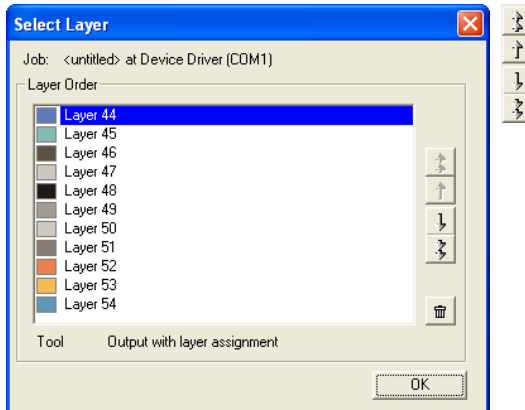 Select Layer
Job: <untitled> at Device Driver (COM1)
Layer Order
Layer 44
Layer 45
Layer 46
Layer 47
Layer 48
Layer 49
Layer 50
Layer 51
Layer 52
Layer 53
Layer 54
Tool Output with layer assignment
OK